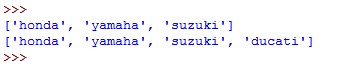 >>>
['honda', 'yamaha', 'suzuki']
['honda', 'yamaha', 'suzuki', 'ducati']
>>>